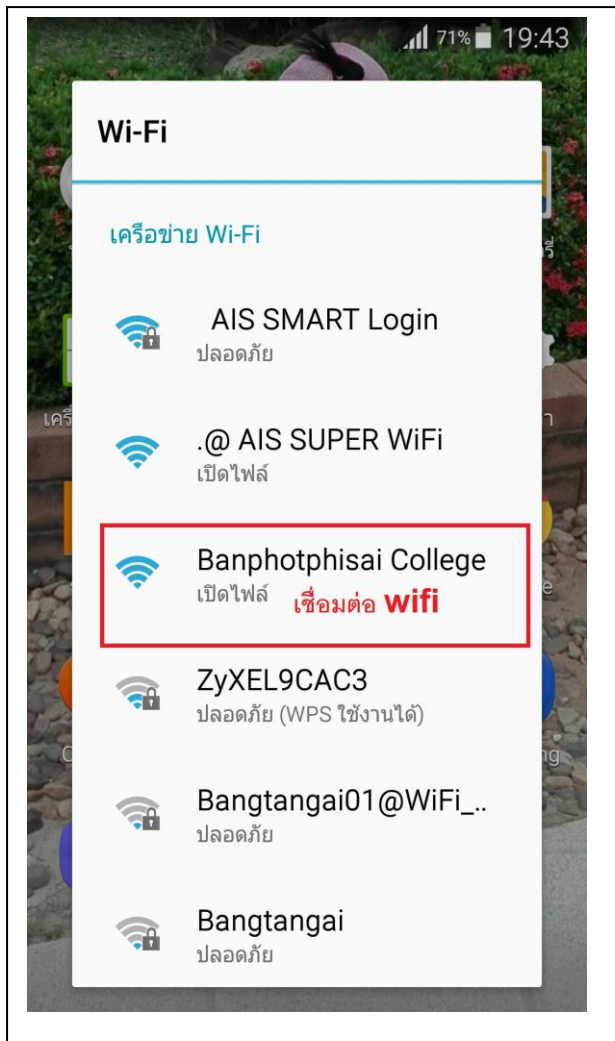 71% 19:43
Wi-Fi
เครือข่าย Wi-Fi
AIS SMART Login
ปลอดภัย
.@ AIS SUPER WiFi
เปิดไฟล์
Banphotphisai College
เปิดไฟล์ เชื่อมต่อ wifi
ZyXEL9CAC3
ปลอดภัย (WPS ใช้งานได้)
Bangtangai01@WiFi_..
ปลอดภัย
Bangtangai
ปลอดภัย